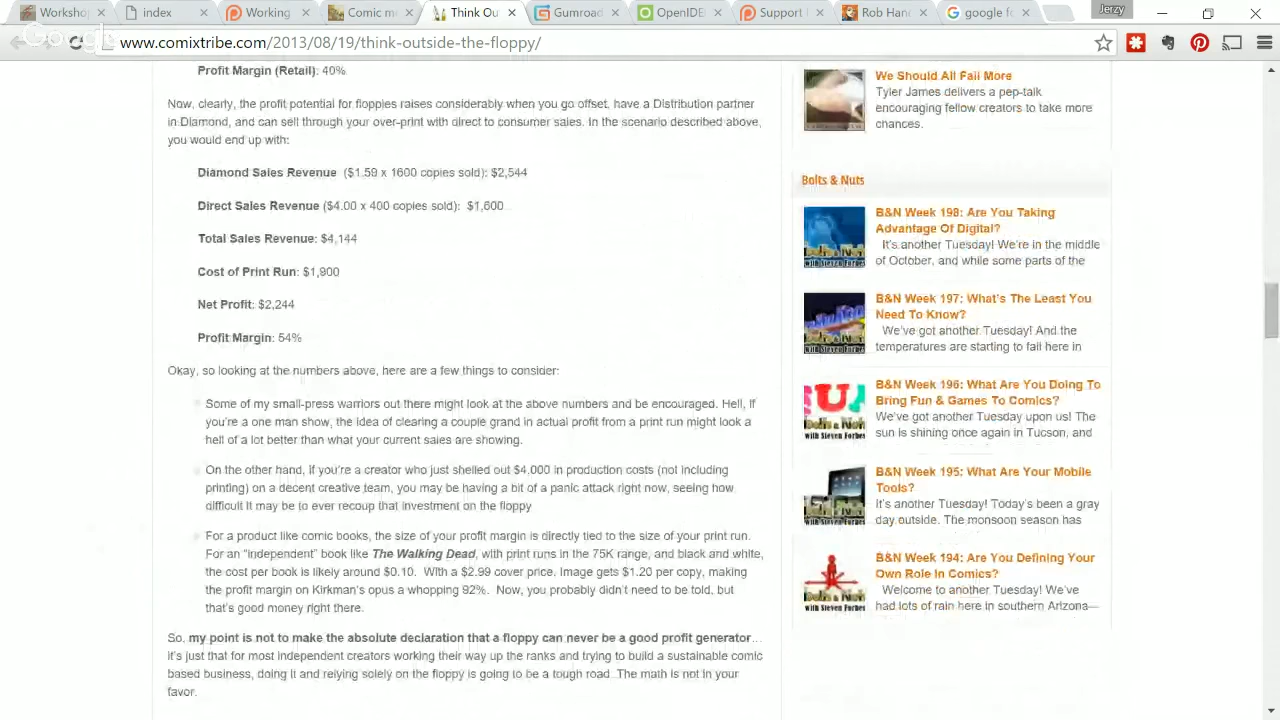 Workshop
Index
Working
Comic m
Think Ou
Gumroad
OpenIDE
Support
Rob Han
google fo
Jerzy
Google
www.comixtribe.com/2013/08/19/think-outside-the-floppy/
Profit Margin (Retail): 40%
Now, clearly, the profit potential for floppies raises considerably when you go offset, have a Distribution partner
in Diamond, and can sell through your over-print with direct to consumer sales. In the scenario described above,
you would end up with:
Diamond Sales Revenue ($1.59 x 1600 copies sold): $2,544
Direct Sales Revenue ($4.00 x 400 copies sold): $1,600
Total Sales Revenue: $4,144
Cost of Print Run: $1,900
Net Profit: $2,244
Profit Margin: 54%
Okay, so looking at the numbers above, here are a few things to consider:
Some of my small-press warriors out there might look at the above numbers and be encouraged. Hell, if
you're a one man show, the idea of clearing a couple grand in actual profit from a print run might look a
hell of a lot better than what your current sales are showing.
On the other hand, if you're a creator who just shelled out $4,000 in production costs (not including
printing) on a decent creative team, you may be having a bit of a panic attack right now, seeing how
difficult it may be to ever recoup that investment on the floppy
For a product like comic books, the size of your profit margin is directly tied to the size of your print run.
For an "independent" book like The Walking Dead, with print runs in the 75K range, and black and white,
the cost per book is likely around $0.10. With a $2.99 cover price. Image gets $1.20 per copy, making
the profit margin on Kirkman's opus a whopping 92%. Now, you probably didn't need to be told, but
that's good money right there.
So, my point is not to make the absolute declaration that a floppy can never be a good profit generator…
it's just that for most independent creators working their way up the ranks and trying to build a sustainable comic
based business, doing it and relying solely on the floppy is going to be a tough road. The math is not in your
favor.
We Should All Fail More
Tyler James delivers a pep-talk
encouraging fellow creators to take more
chances.
Bolts & Nuts
B&N Week 198: Are You Taking
Advantage Of Digital?
It's another Tuesday! We're in the middle
of October, and while some parts of the
B&N Week 197: What's The Least You
Need To Know?
We've got another Tuesday! And the
temperatures are starting to fall here in
B&N Week 196: What Are You Doing To
Bring Fun & Games To Comics?
We've got another Tuesday upon us! The
sun is shining once again in Tucson, and
B&N Week 195: What Are Your Mobile
Tools?
It's another Tuesday! Today's been a gray
day outside. The monsoon season has
B&N Week 194: Are You Defining Your
Own Role In Comics?
Welcome to another Tuesday! We've
had lots of rain here in southern Arizona—
with Steven Forbes
with Steven Forbes
with Steven Forbes
with Steven Forbes
with Steven Forbes